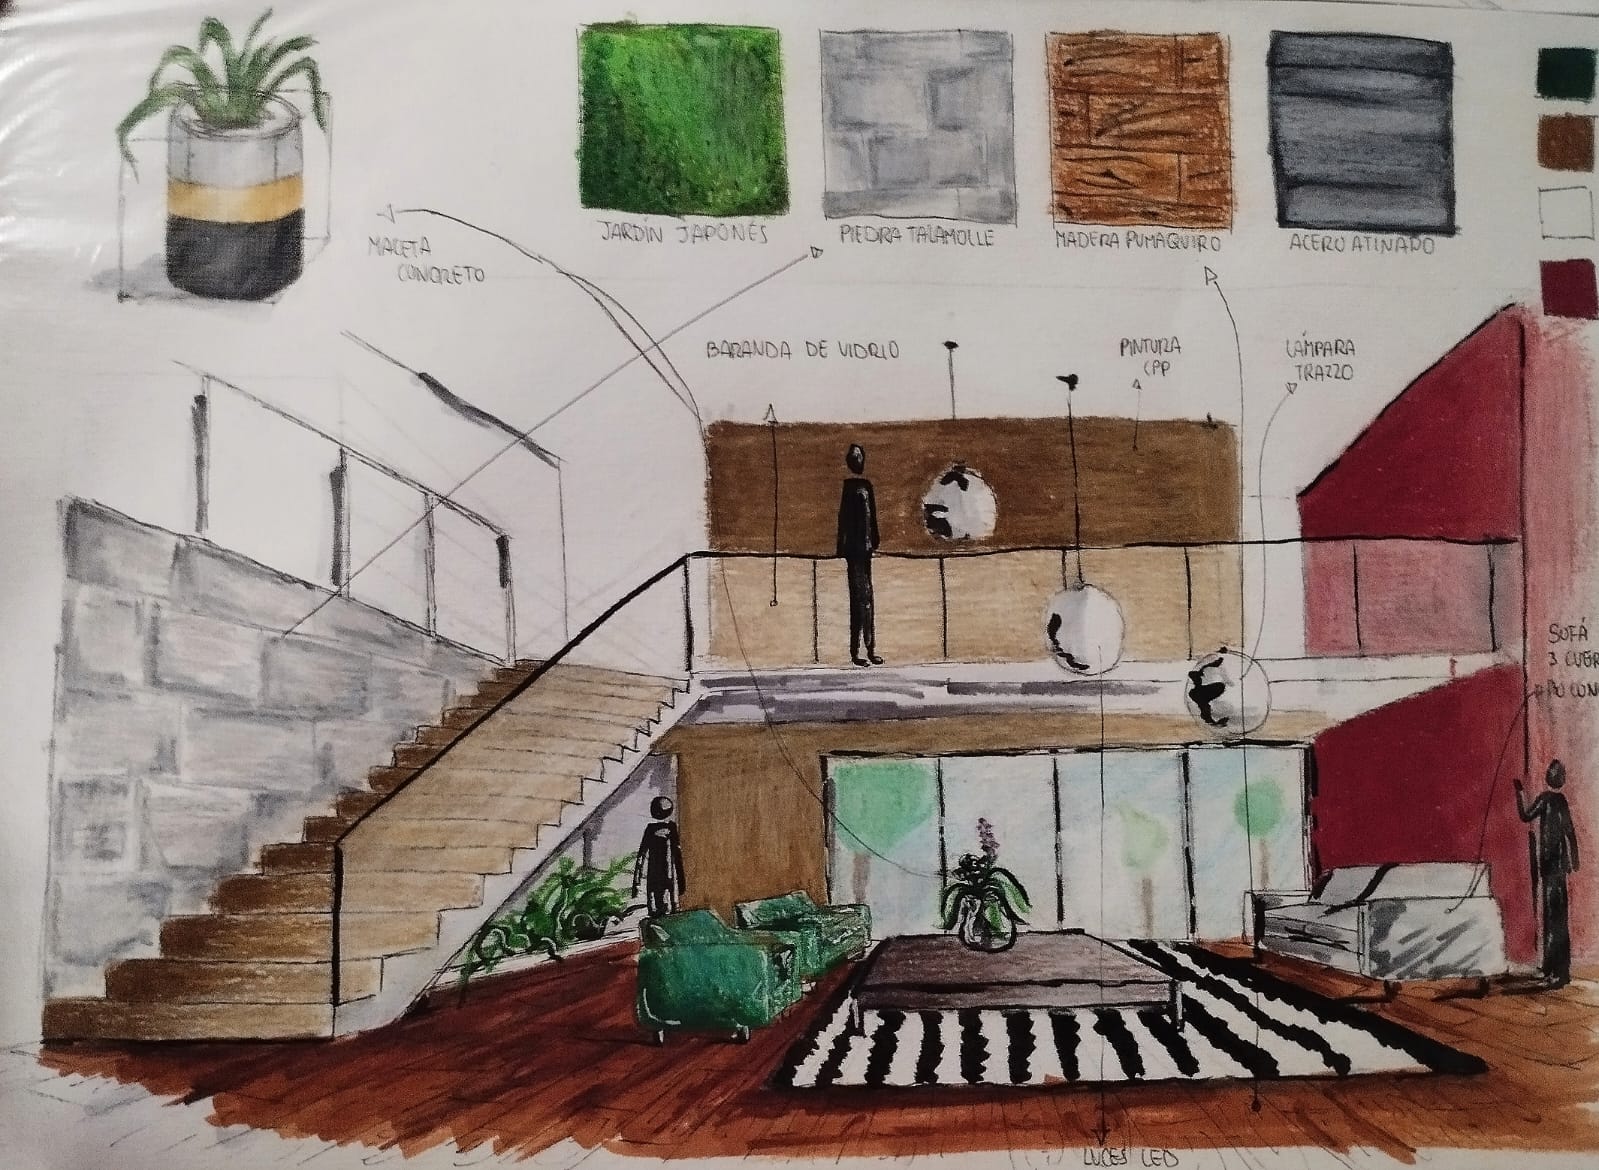 JARDÍN JAPONÉS
PIEDRA TALAMOLLE
MADERA PUMAQUIRO
ACERO ATINADO
MACETA
CONCRETO
BARANDA DE VIDRIO
PINTURA
CPP
LÁMPARA
TRAZZO
SOFÁ
3 CUER
LUCES LED